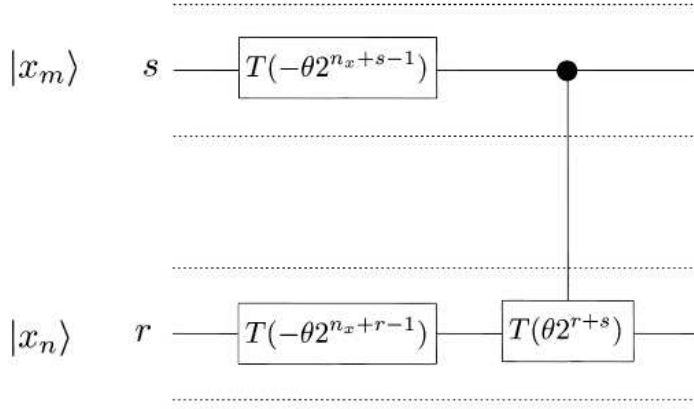 |x_m⟩ s T(−θ2^{n_x+s−1})
|x_n⟩ r T(−θ2^{n_x+r−1}) T(θ2^{r+s})